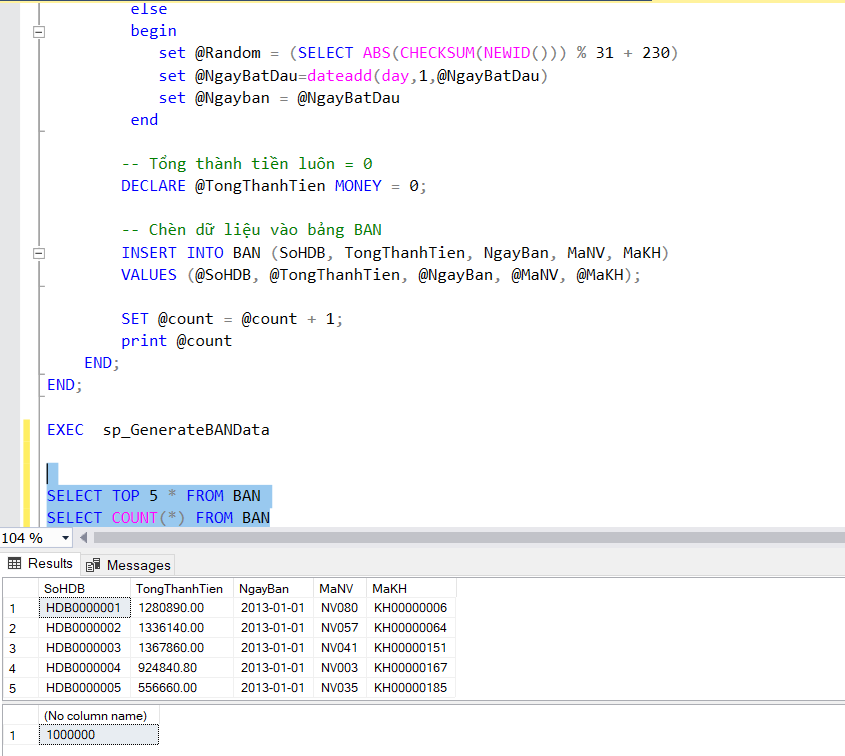 else
begin
set @Random = (SELECT ABS(CHECKSUM(NEWID())) % 31 + 230)
set @NgayBatDau=dateadd(day,1,@NgayBatDau)
set @Ngayban = @NgayBatDau
end
-- Tổng thành tiền luôn = 0
DECLARE @TongThanhTien MONEY = 0;
-- Chèn dữ liệu vào bảng BAN
INSERT INTO BAN (SoHDB, TongThanhTien, NgayBan, MaNV, MaKH)
VALUES (@SoHDB, @TongThanhTien, @NgayBan, @MaNV, @MaKH);
SET @count = @count + 1;
print @count
END;
END;
EXEC  sp_GenerateBANData
SELECT TOP 5 * FROM BAN
SELECT COUNT(*) FROM BAN
104 %
Results Messages
SoHDB TongThanhTien NgayBan MaNV MaKH
1 HDB0000001 1280890.00 2013-01-01 NV080 KH00000006
2 HDB0000002 1336140.00 2013-01-01 NV057 KH00000064
3 HDB0000003 1367860.00 2013-01-01 NV041 KH00000151
4 HDB0000004 924840.80 2013-01-01 NV003 KH00000167
5 HDB0000005 556660.00 2013-01-01 NV035 KH00000185
(No column name)
1 1000000